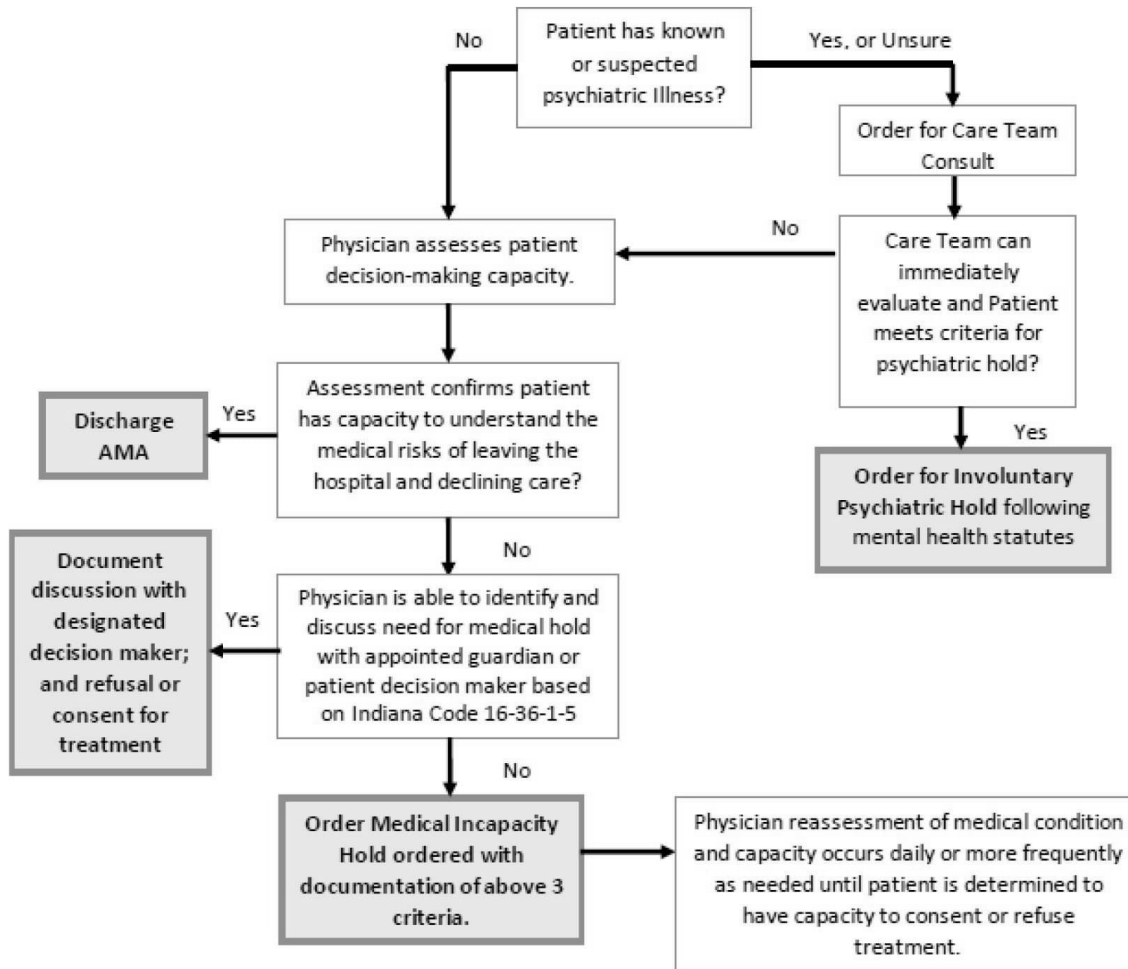 No
Patient has known
or suspected
psychiatric Illness?
Yes, or Unsure
Order for Care Team
Consult
Physician assesses patient
decision-making capacity.
No
Care Team can
immediately
evaluate and Patient
meets criteria for
psychiatric hold?
Discharge
AMA
Yes
Assessment confirms patient
has capacity to understand the
medical risks of leaving the
hospital and declining care?
Yes
Order for Involuntary
Psychiatric Hold following
mental health statutes
No
Document
discussion with
designated
decision maker;
and refusal or
consent for
treatment
Yes
Physician is able to identify and
discuss need for medical hold
with appointed guardian or
patient decision maker based
on Indiana Code 16-36-1-5
No
Order Medical Incapacity
Hold ordered with
documentation of above 3
criteria.
Physician reassessment of medical condition
and capacity occurs daily or more frequently
as needed until patient is determined to
have capacity to consent or refuse
treatment.